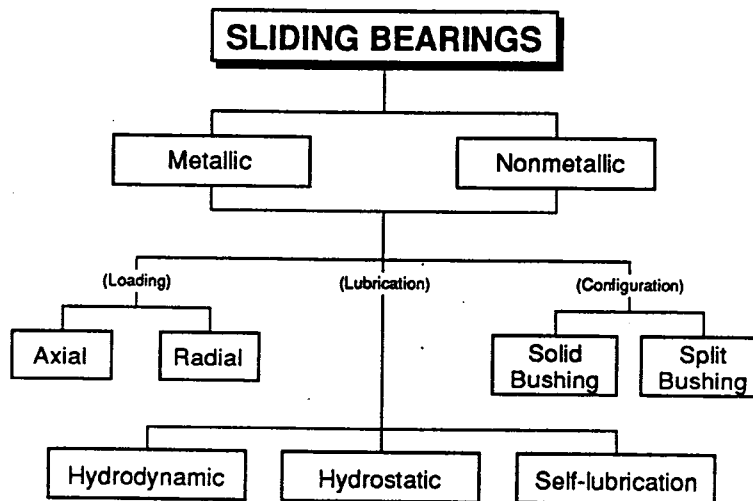 SLIDING BEARINGS
Metallic
Nonmetallic
(Loading)
(Lubrication)
(Configuration)
Axial
Radial
Solid
Bushing
Split
Bushing
Hydrodynamic
Hydrostatic
Self-lubrication